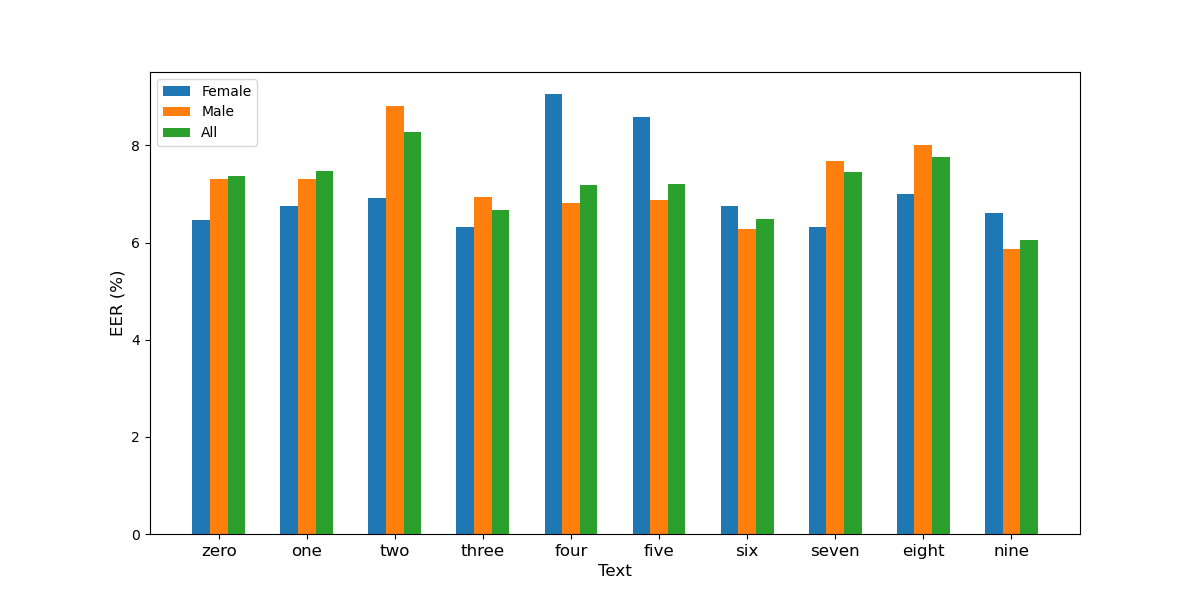 Female
Male
All
8
6
4
2
0
EER (%)
zero one two three four five six seven eight nine
Text